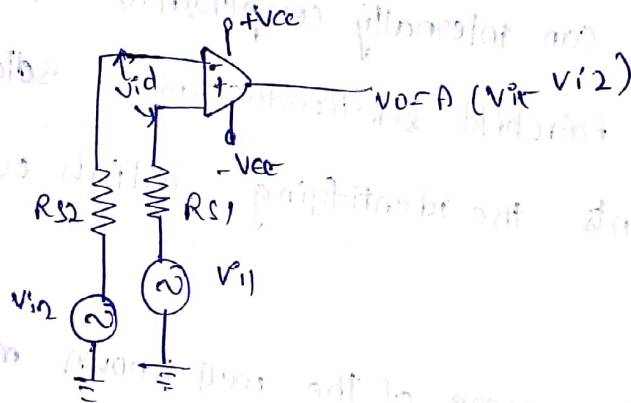 +VCC
Vid
-
+
VO = A (Vi1 - Vi2)
-VEE
RS2
RS1
Vi2
Vi1